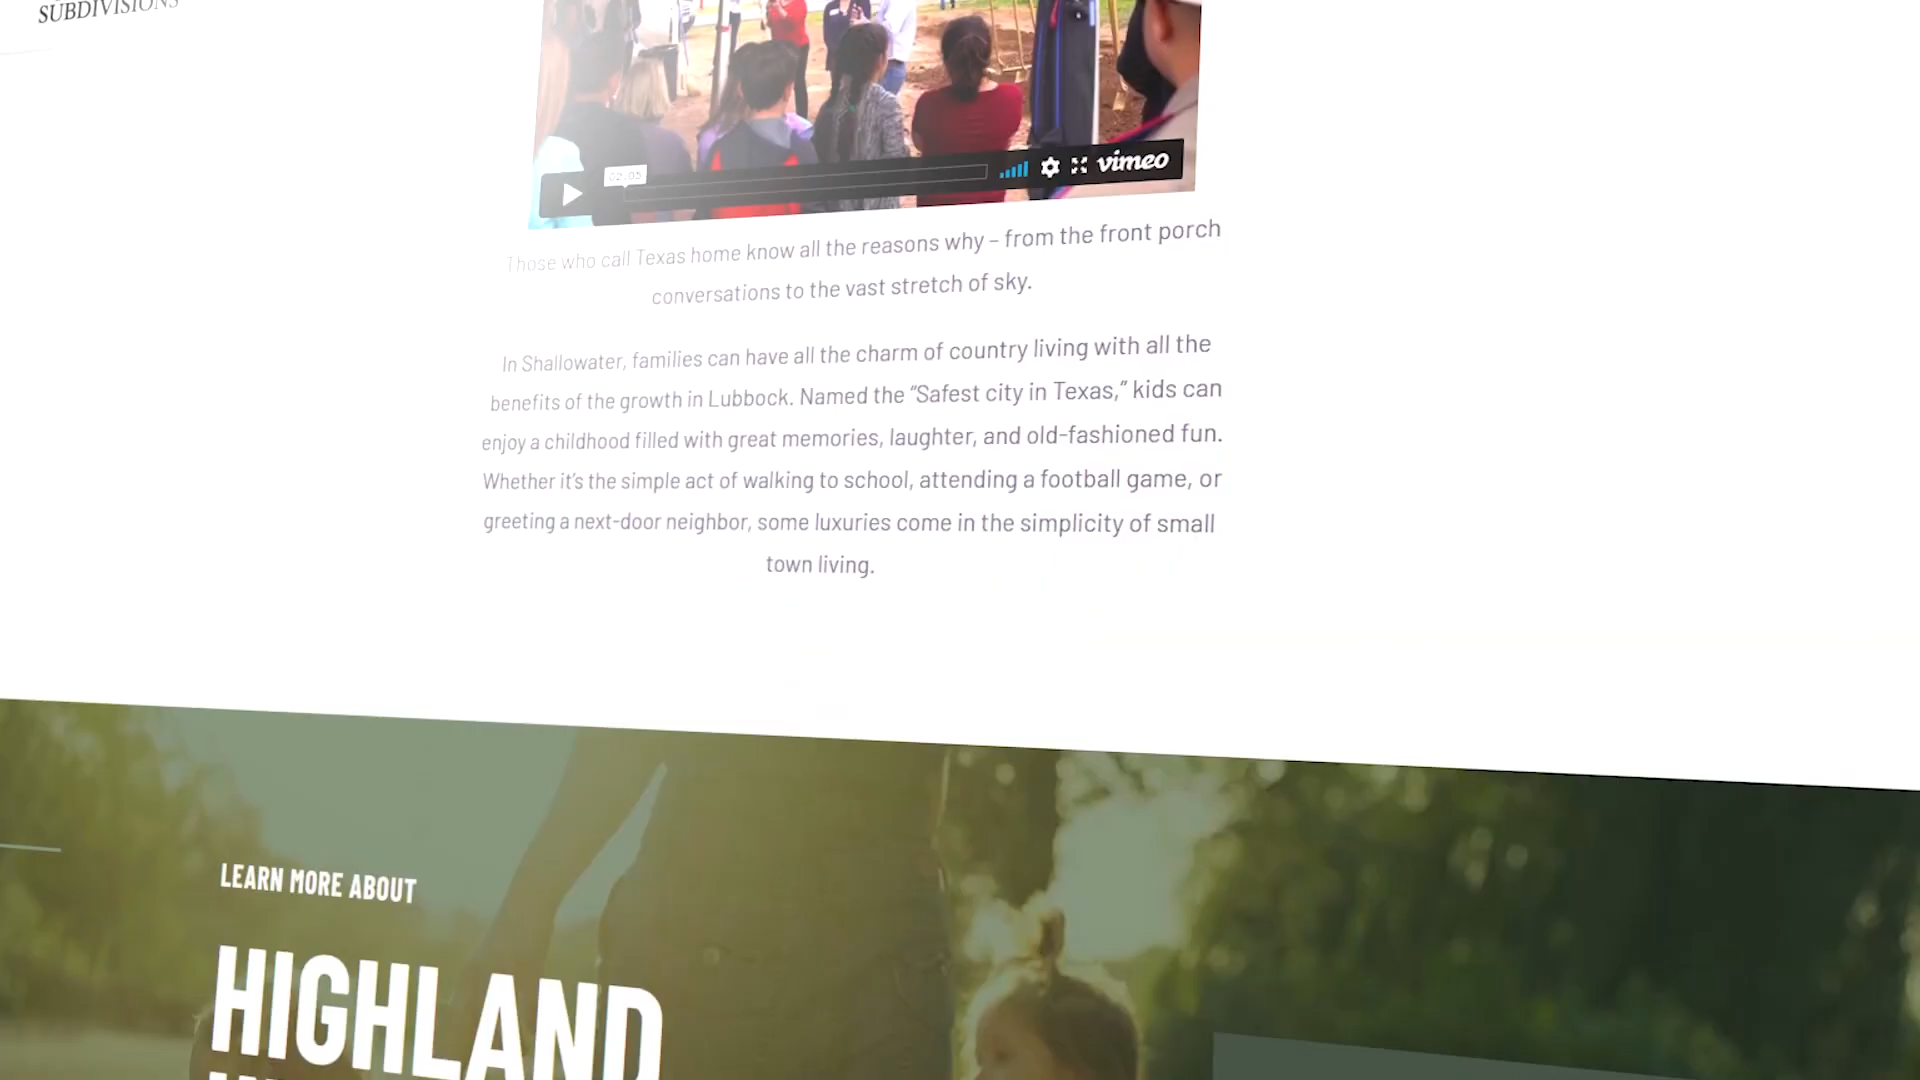 SUBDIVISIONS
02:05
vimeo
Those who call Texas home know all the reasons why – from the front porch
conversations to the vast stretch of sky.
In Shallowater, families can have all the charm of country living with all the
benefits of the growth in Lubbock. Named the “Safest city in Texas,” kids can
enjoy a childhood filled with great memories, laughter, and old-fashioned fun.
Whether it’s the simple act of walking to school, attending a football game, or
greeting a next-door neighbor, some luxuries come in the simplicity of small
town living.
LEARN MORE ABOUT
HIGHLAND